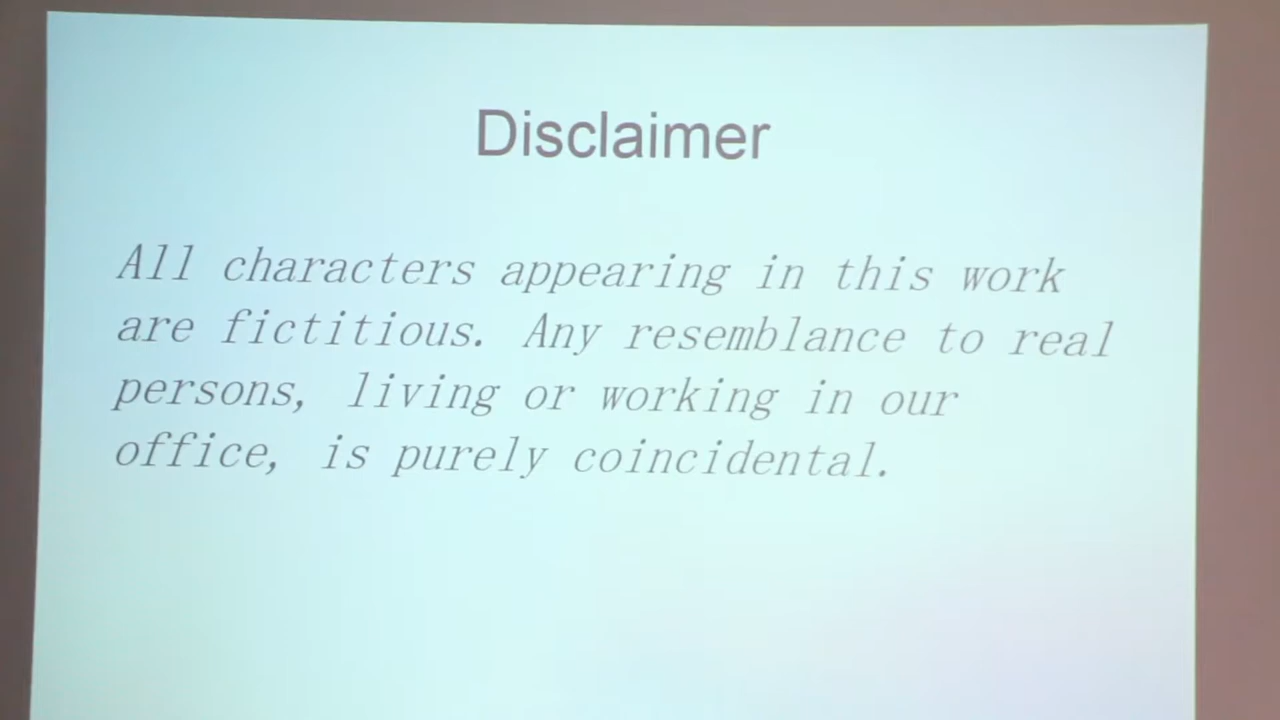 Disclaimer
All characters appearing in this work
are fictitious. Any resemblance to real
persons, living or working in our
office, is purely coincidental.